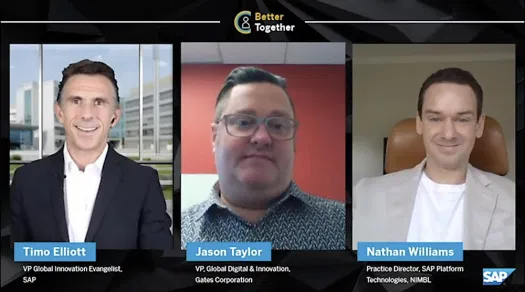 Better
Together
Timo Elliott
VP Global Innovation Evangelist,
SAP
Jason Taylor
VP, Global Digital & Innovation,
Gates Corporation
Nathan Williams
Practice Director, SAP Platform
Technologies, NIMBL
SAP